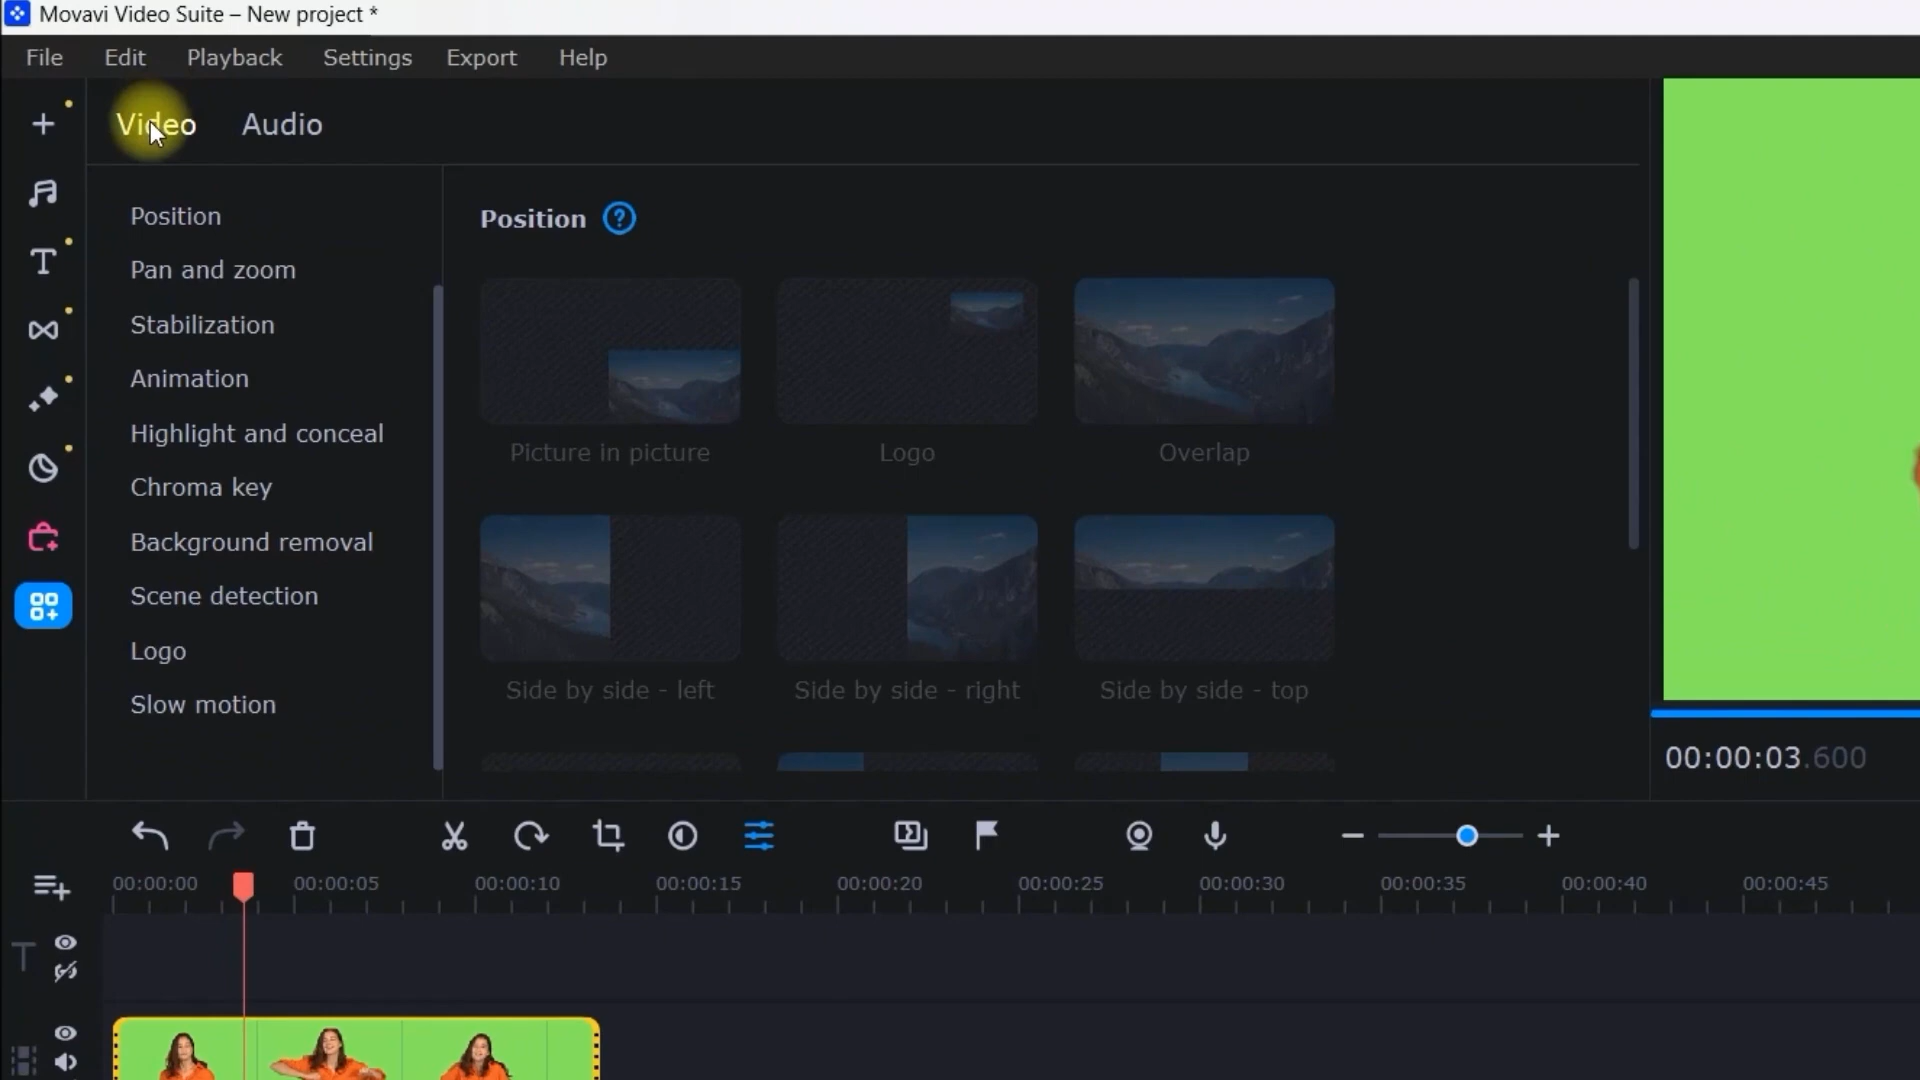 Movavi Video Suite – New project *
File Edit Playback Settings Export Help
Video Audio
Position
Pan and zoom
Stabilization
Animation
Highlight and conceal
Chroma key
Background removal
Scene detection
Logo
Slow motion
Position ?
Picture in picture Logo Overlap
Side by side - left Side by side - right Side by side - top
00:00:03.600
00:00:00 00:00:05 00:00:10 00:00:15 00:00:20 00:00:25 00:00:30 00:00:35 00:00:40 00:00:45